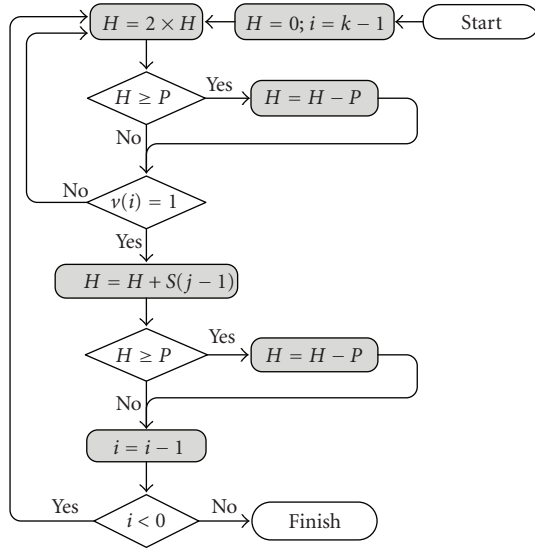 H = 2 × H
H = 0; i = k − 1
Start
H ≥ P
Yes
H = H − P
No
No
v(i) = 1
Yes
H = H + S(j − 1)
H ≥ P
Yes
H = H − P
No
i = i − 1
Yes
i < 0
No
Finish